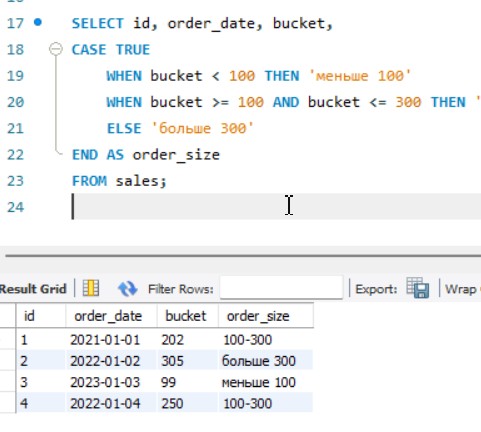 17 SELECT id, order_date, bucket,
18 CASE TRUE
19 WHEN bucket < 100 THEN 'меньше 100'
20 WHEN bucket >= 100 AND bucket <= 300 THEN '
21 ELSE 'больше 300'
22 END AS order_size
23 FROM sales;
24
Result Grid Filter Rows: Export: Wrap
id order_date bucket order_size
1 2021-01-01 202 100-300
2 2022-01-02 305 больше 300
3 2023-01-03 99 меньше 100
4 2022-01-04 250 100-300